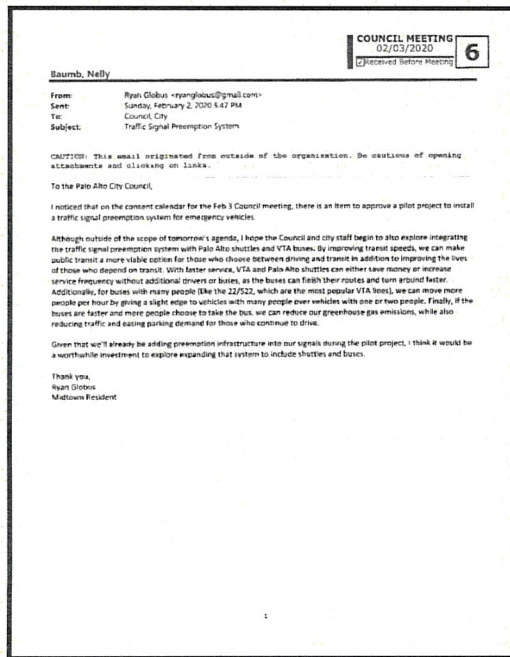 COUNCIL MEETING
02/03/2020
6
Received Before Meeting
Baumb, Nelly
From: Ryan Globus <ryanglobus@gmail.com>
Sent: Sunday, February 2, 2020 5:47 PM
To: Council, City
Subject: Traffic Signal Preemption System
CAUTION: This email originated from outside of the organization. Be cautious of opening
attachments and clicking on links.
To the Palo Alto City Council,
I noticed that on the consent calendar for the Feb 3 Council meeting, there is an item to approve a pilot project to install
a traffic signal preemption system for emergency vehicles.
Although outside of the scope of tomorrow's agenda, I hope the Council and city staff begin to also explore integrating
the traffic signal preemption system with Palo Alto shuttles and VTA buses. By improving transit speeds, we can make
public transit a more viable option for those who choose between driving and transit in addition to improving the lives
of those who depend on transit. With faster service, VTA and Palo Alto shuttles can either save money or increase
service frequency without additional drivers or buses, as the buses can finish their routes and turn around faster.
Additionally, for buses with many people (like the 22/522, which are the most popular VTA lines), we can move more
people per hour by giving a slight edge to vehicles with many people over vehicles with one or two people. Finally, if the
buses are faster and more people choose to take the bus, we can reduce our greenhouse gas emissions, while also
reducing traffic and easing parking demand for those who continue to drive.
Given that we'll already be adding preemption infrastructure into our signals during the pilot project, I think it would be
a worthwhile investment to explore expanding that system to include shuttles and buses.
Thank you,
Ryan Globus
Midtown Resident
1